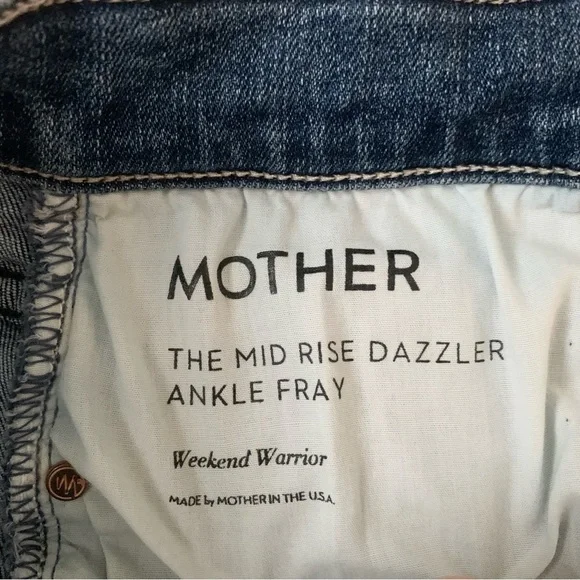 MOTHER
THE MID RISE DAZZLER
ANKLE FRAY
Weekend Warrior
MADE by MOTHER IN THE U.S.A.